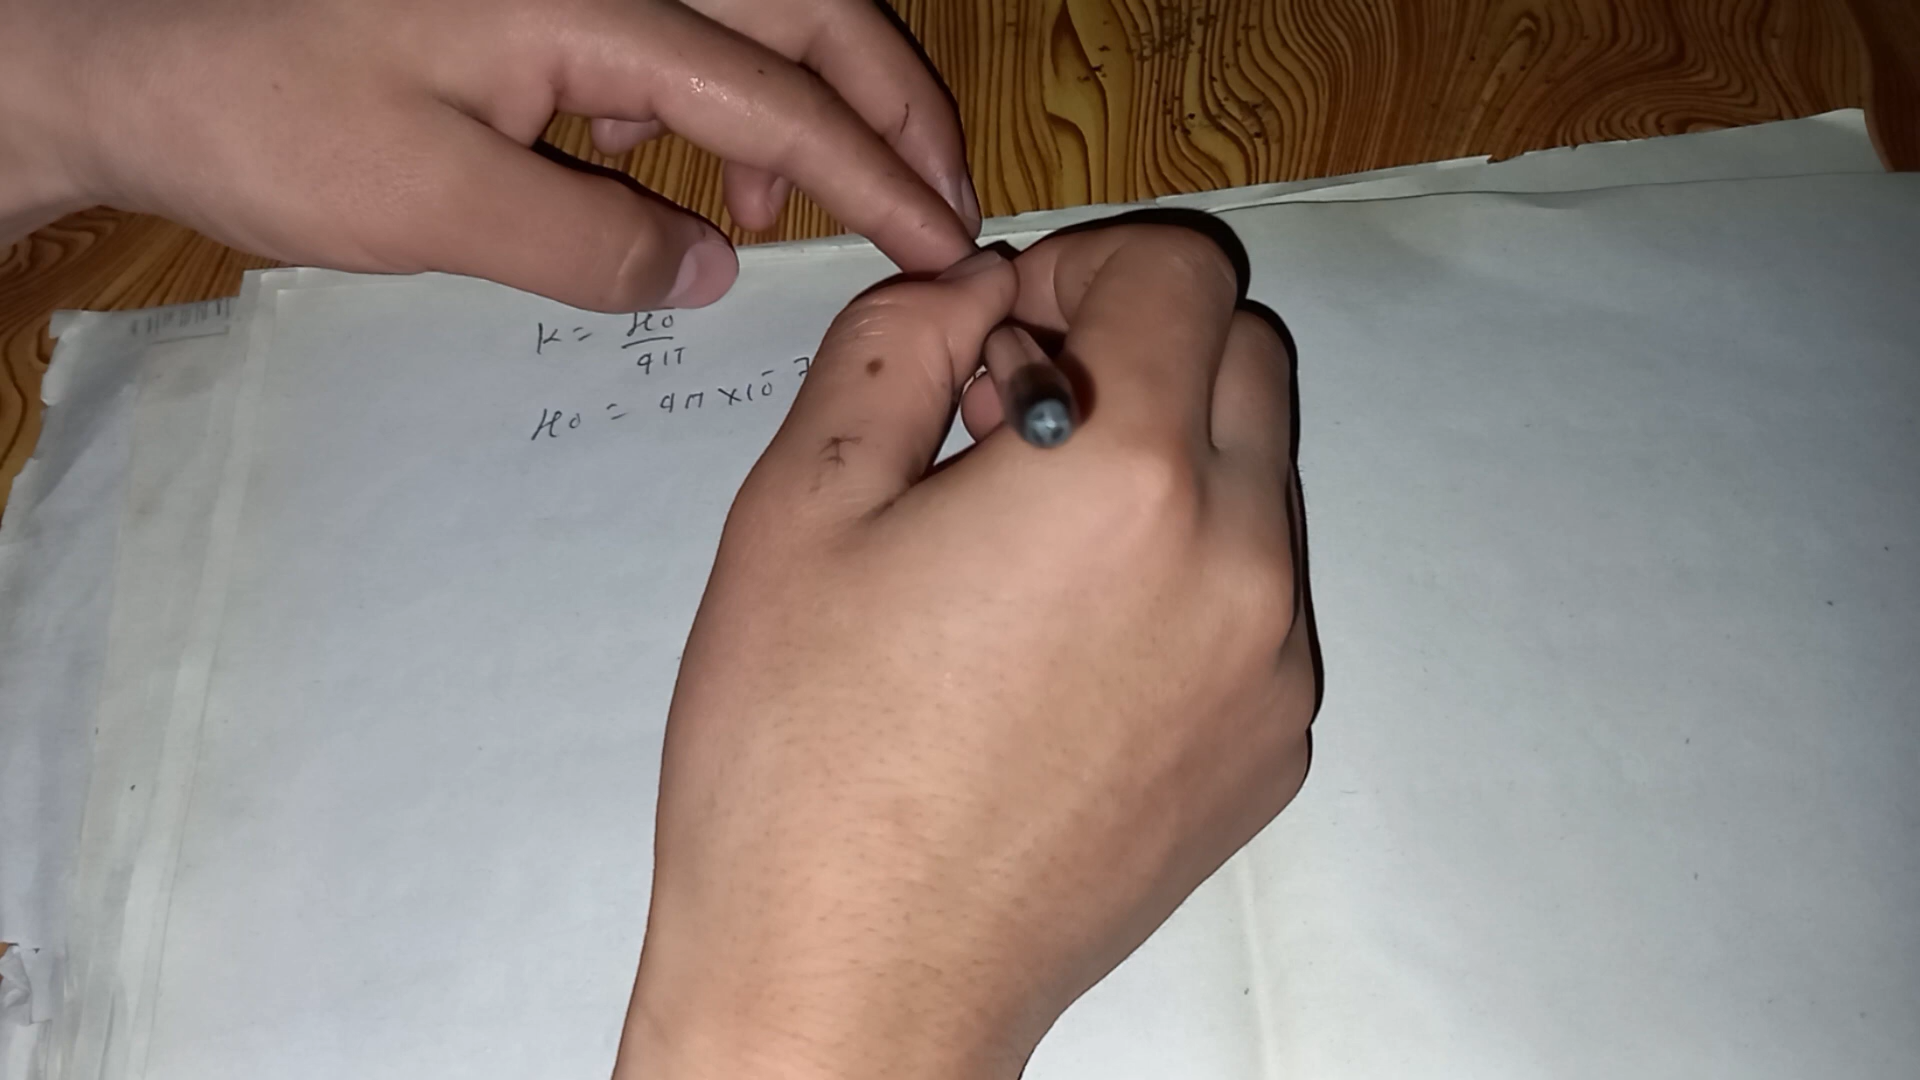 K = μ0/4π
μ0 = 4π ×10⁻⁷